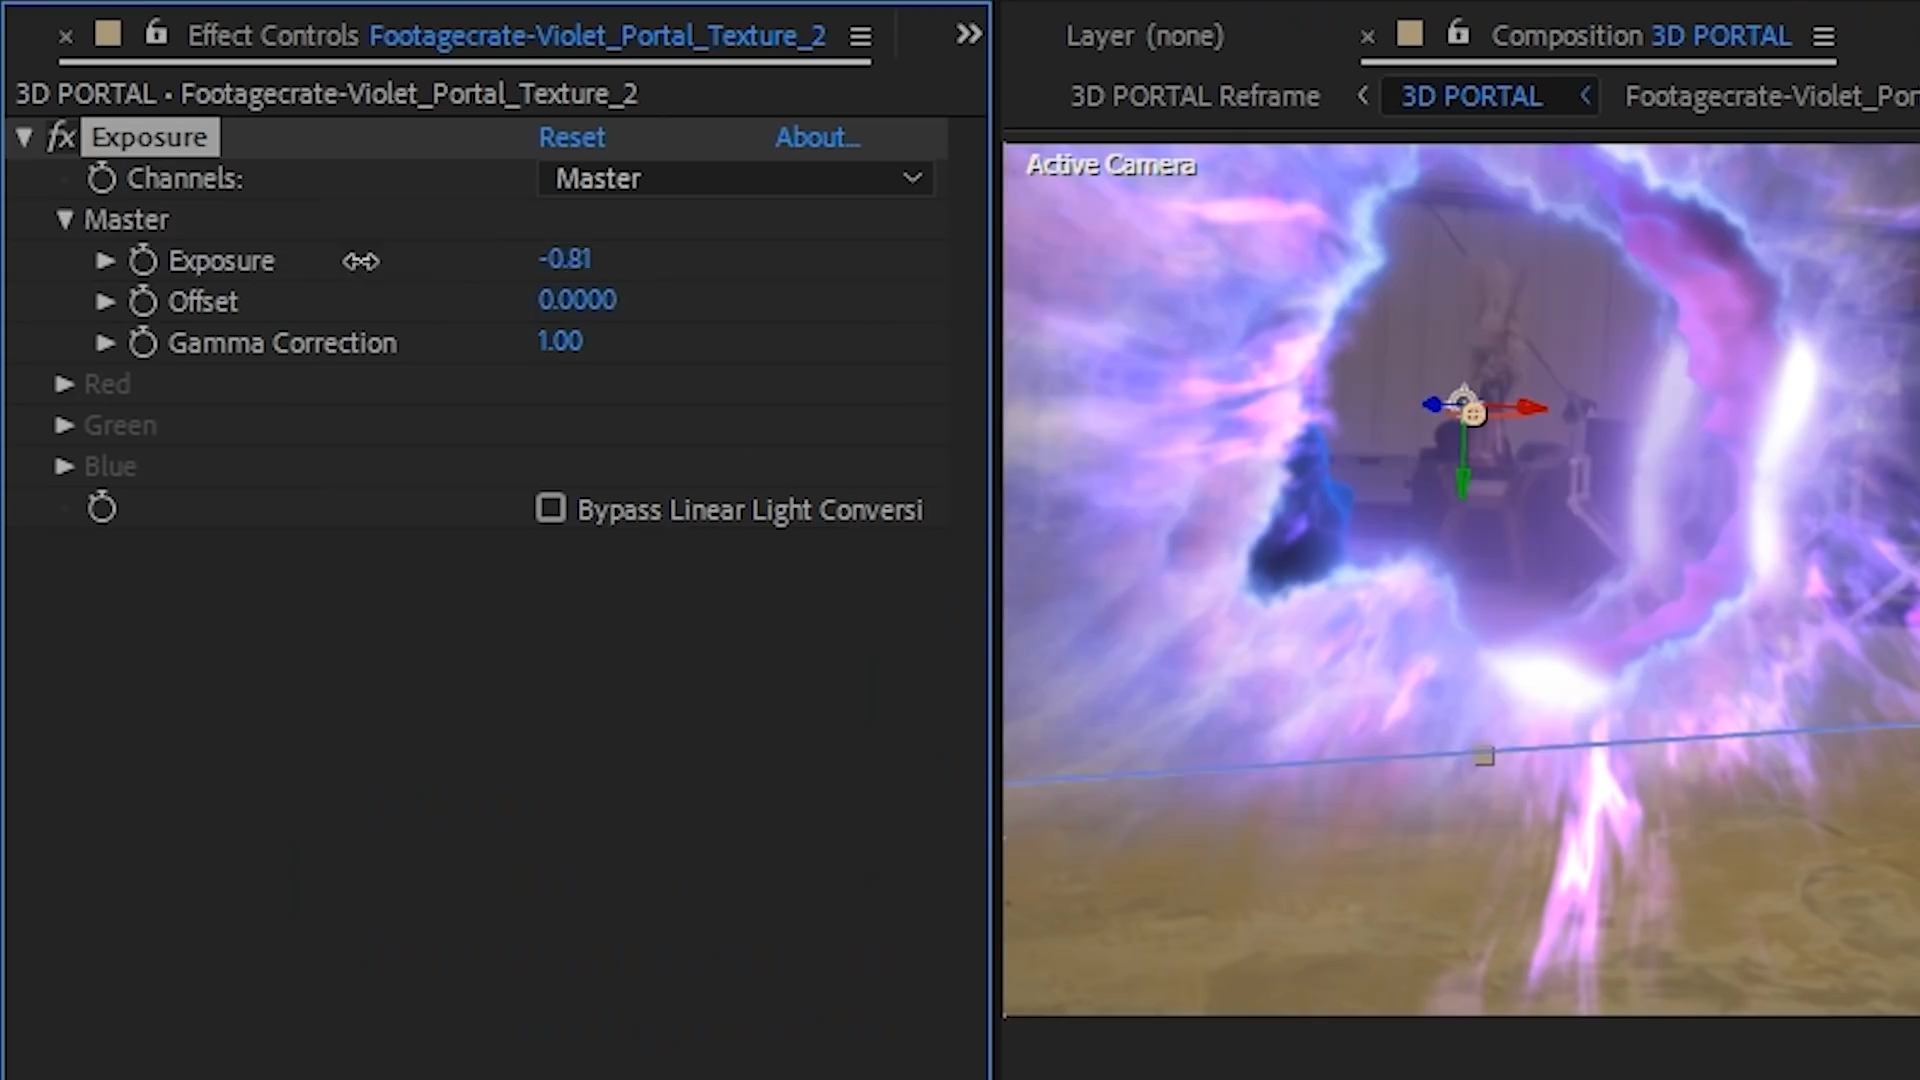 Effect Controls Footagecrate-Violet_Portal_Texture_2
3D PORTAL • Footagecrate-Violet_Portal_Texture_2
fx Exposure Reset About...
Channels: Master
Master
Exposure -0.81
Offset 0.0000
Gamma Correction 1.00
Red
Green
Blue
Bypass Linear Light Conversi
Layer (none) Composition 3D PORTAL
3D PORTAL Reframe 3D PORTAL Footagecrate-Violet_Por
Active Camera